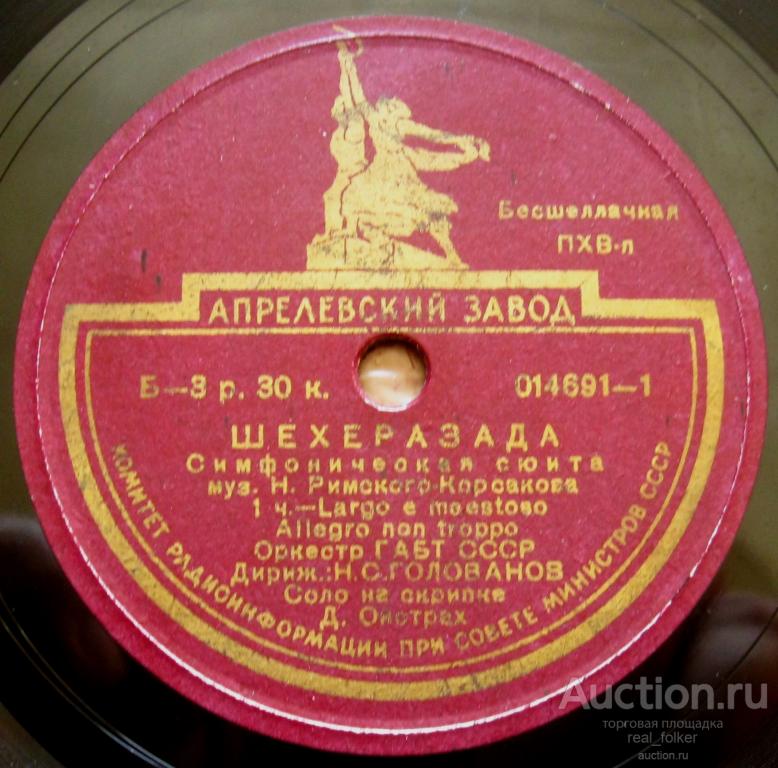 Бесшеллачная
ПХВ-л
АПРЕЛЕВСКИЙ ЗАВОД
Б—3 р. 30 к.
014691—1
ШЕХЕРАЗАДА
Симфоническая сюита
муз. Н. Римского-Корсакова
1 ч.—Largo e maestoso
Allegro non troppo
Оркестр ГАБТ СССР
Дириж.: Н.С.ГОЛОВАНОВ
Соло на скрипке
Д. Ойстрах
КОМИТЕТ РАДИОИНФОРМАЦИИ ПРИ СОВЕТЕ МИНИСТРОВ СССР
Auction.ru
торговая площадка
real_folker
auction.ru